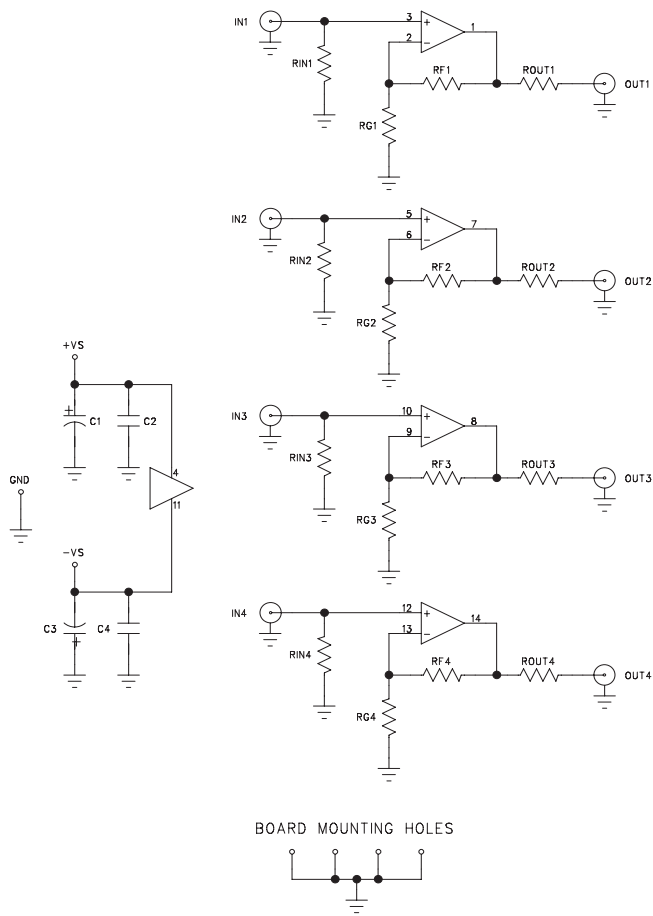 IN1
3
+
1
2
−
RIN1
RF1
ROUT1
OUT1
RG1
IN2
5
+
7
6
−
RIN2
RF2
ROUT2
OUT2
RG2
+VS
+
C1
C2
4
11
GND
−VS
C3
+
C4
IN3
10
+
8
9
−
RIN3
RF3
ROUT3
OUT3
RG3
IN4
12
+
14
13
−
RIN4
RF4
ROUT4
OUT4
RG4
BOARD MOUNTING HOLES